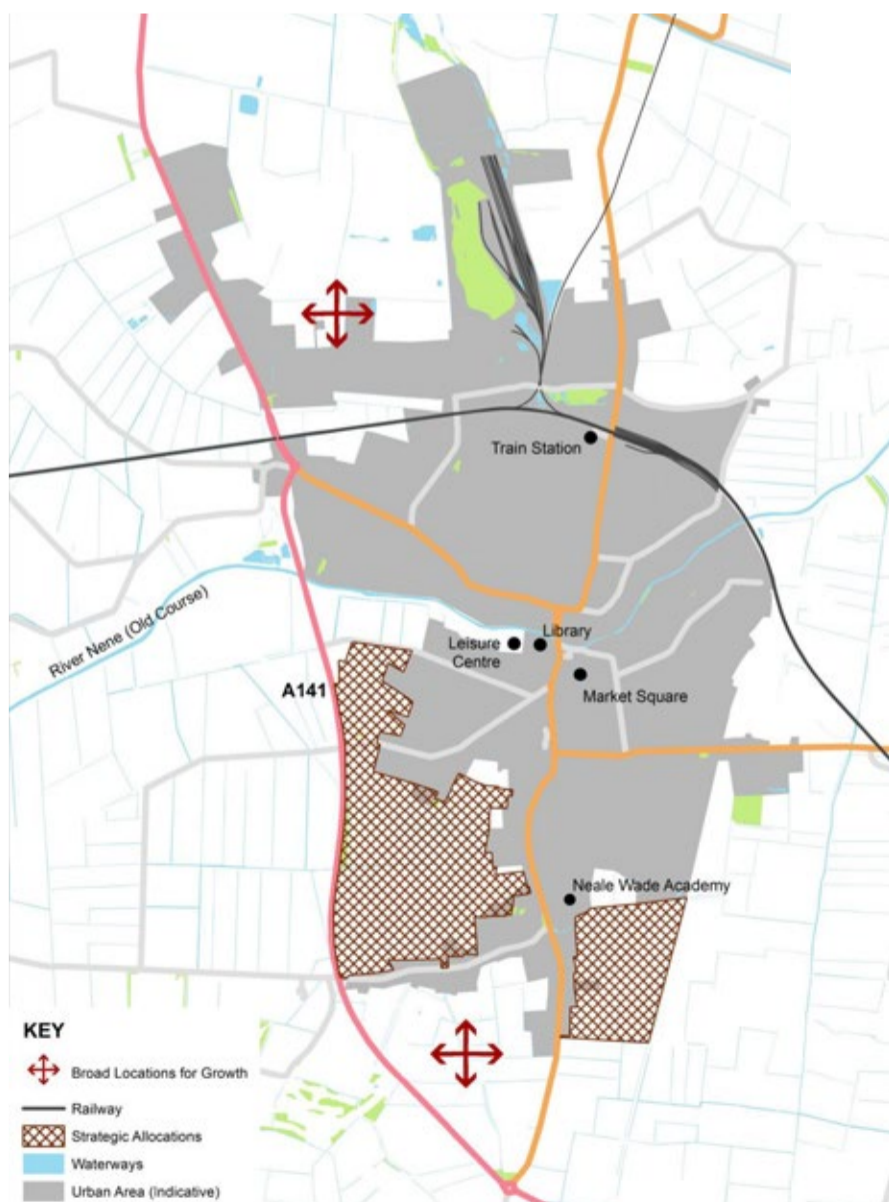 Train Station
River Nene (Old Course)
Leisure
Centre
Library
A141
Market Square
Neale Wade Academy
KEY
Broad Locations for Growth
Railway
Strategic Allocations
Waterways
Urban Area (Indicative)